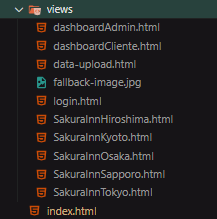 views
dashboardAdmin.html
dashboardCliente.html
data-upload.html
fallback-image.jpg
login.html
SakuraInnHiroshima.html
SakuraInnKyoto.html
SakuraInnOsaka.html
SakuraInnSapporo.html
SakuraInnTokyo.html
index.html